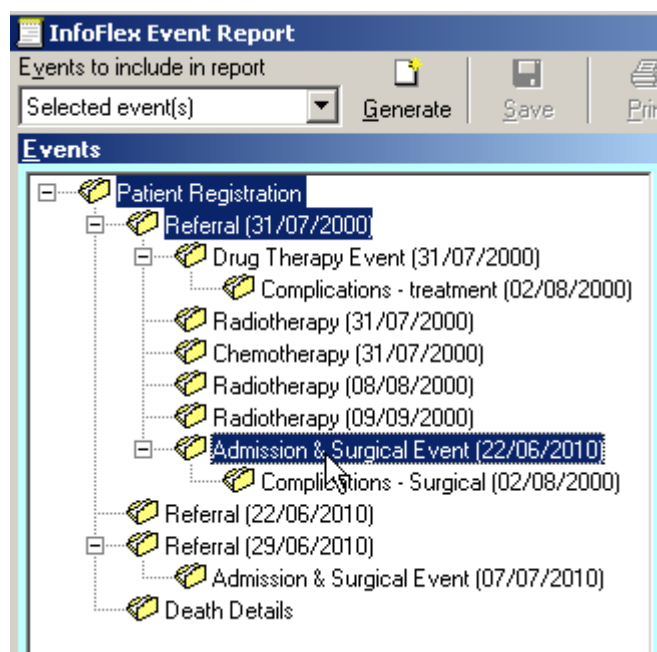 InfoFlex Event Report
Events to include in report
Selected event(s)
Generate
Save
Events
Patient Registration
Referral (31/07/2000)
Drug Therapy Event (31/07/2000)
Complications - treatment (02/08/2000)
Radiotherapy (31/07/2000)
Chemotherapy (31/07/2000)
Radiotherapy (08/08/2000)
Radiotherapy (09/09/2000)
Admission & Surgical Event (22/06/2010)
Complications - Surgical (02/08/2000)
Referral (22/06/2010)
Referral (29/06/2010)
Admission & Surgical Event (07/07/2010)
Death Details